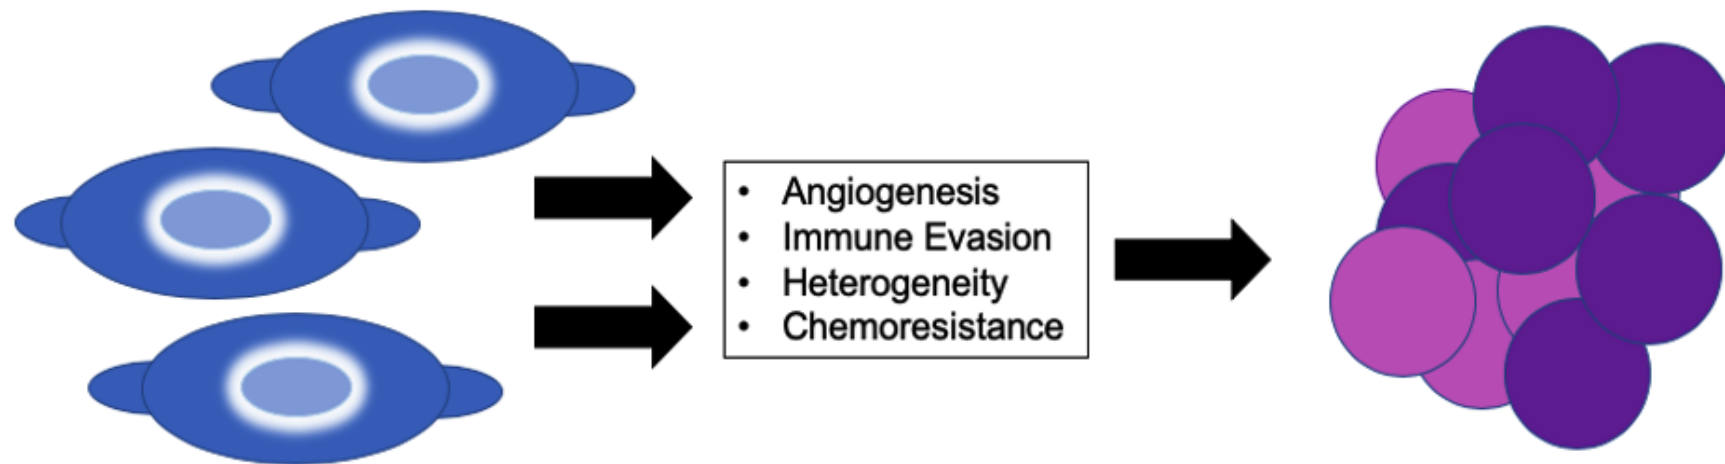 • Angiogenesis
• Immune Evasion
• Heterogeneity
• Chemoresistance